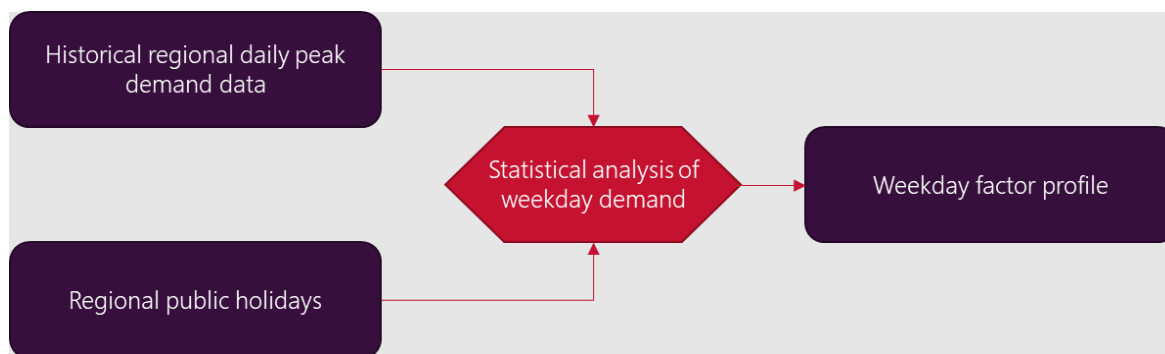 Historical regional daily peak
demand data
Statistical analysis of
weekday demand
Weekday factor profile
Regional public holidays